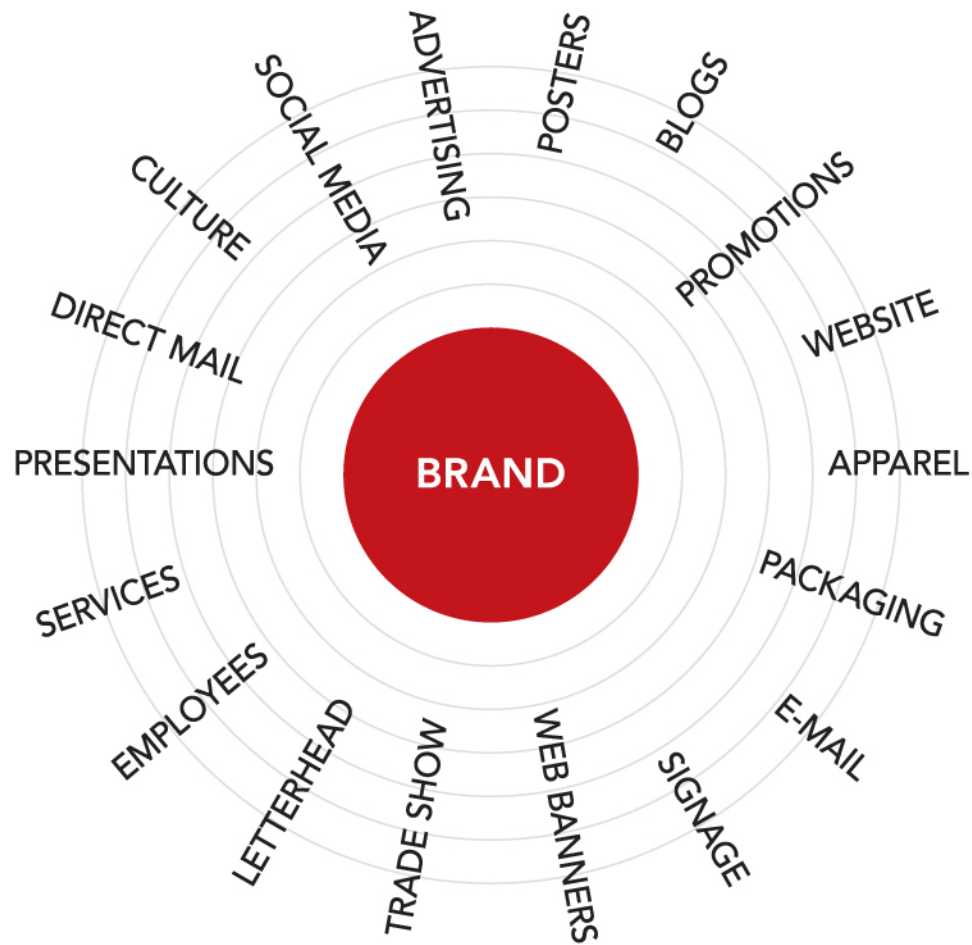 ADVERTISING
POSTERS
BLOGS
PROMOTIONS
WEBSITE
APPAREL
PACKAGING
E-MAIL
SIGNAGE
WEB BANNERS
TRADE SHOW
LETTERHEAD
EMPLOYEES
SERVICES
PRESENTATIONS
DIRECT MAIL
CULTURE
SOCIAL MEDIA
BRAND